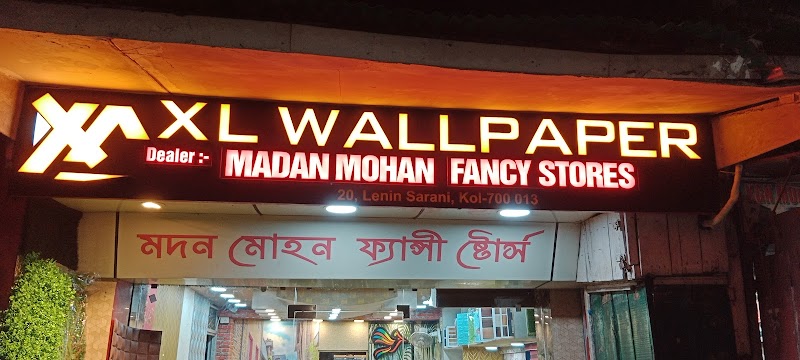 XL WALLPAPER
Dealer :- MADAN MOHAN FANCY STORES
20, Lenin Sarani, Kol-700 013
মদন মোহন ফ্যান্সী ষ্টোর্স